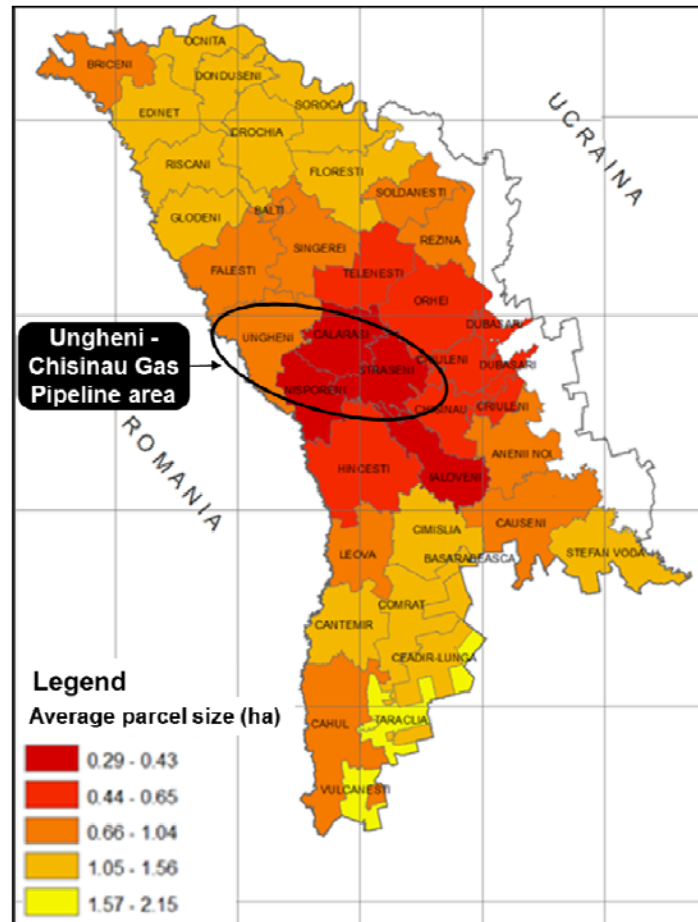 OCNITA
BRICENI
DONDUSENI
EDINET
SOROCA
DROCHIA
RISCANI
FLORESTI
GLODENI
BALTI
SOLDANESTI
SINGEREI
REZINA
FALESTI
TELENESTI
ORHEI
UCRAINA
Ungheni -
Chisinau Gas
Pipeline area
UNGHENI
CALARASI
DUBASARI
STRASENI
CRIULENI
DUBASARI
NISPORENI
CHISINAU
CRIULENI
ROMANIA
ANENII NOI
HINCESTI
IALOVENI
CAUSENI
CIMISLIA
LEOVA
BASARABEASCA
STEFAN VODA
COMRAT
CANTEMIR
CEADIR-LUNGA
CAHUL
TARACLIA
VULCANESTI
Legend
Average parcel size (ha)
0.29 - 0.43
0.44 - 0.65
0.66 - 1.04
1.05 - 1.56
1.57 - 2.15